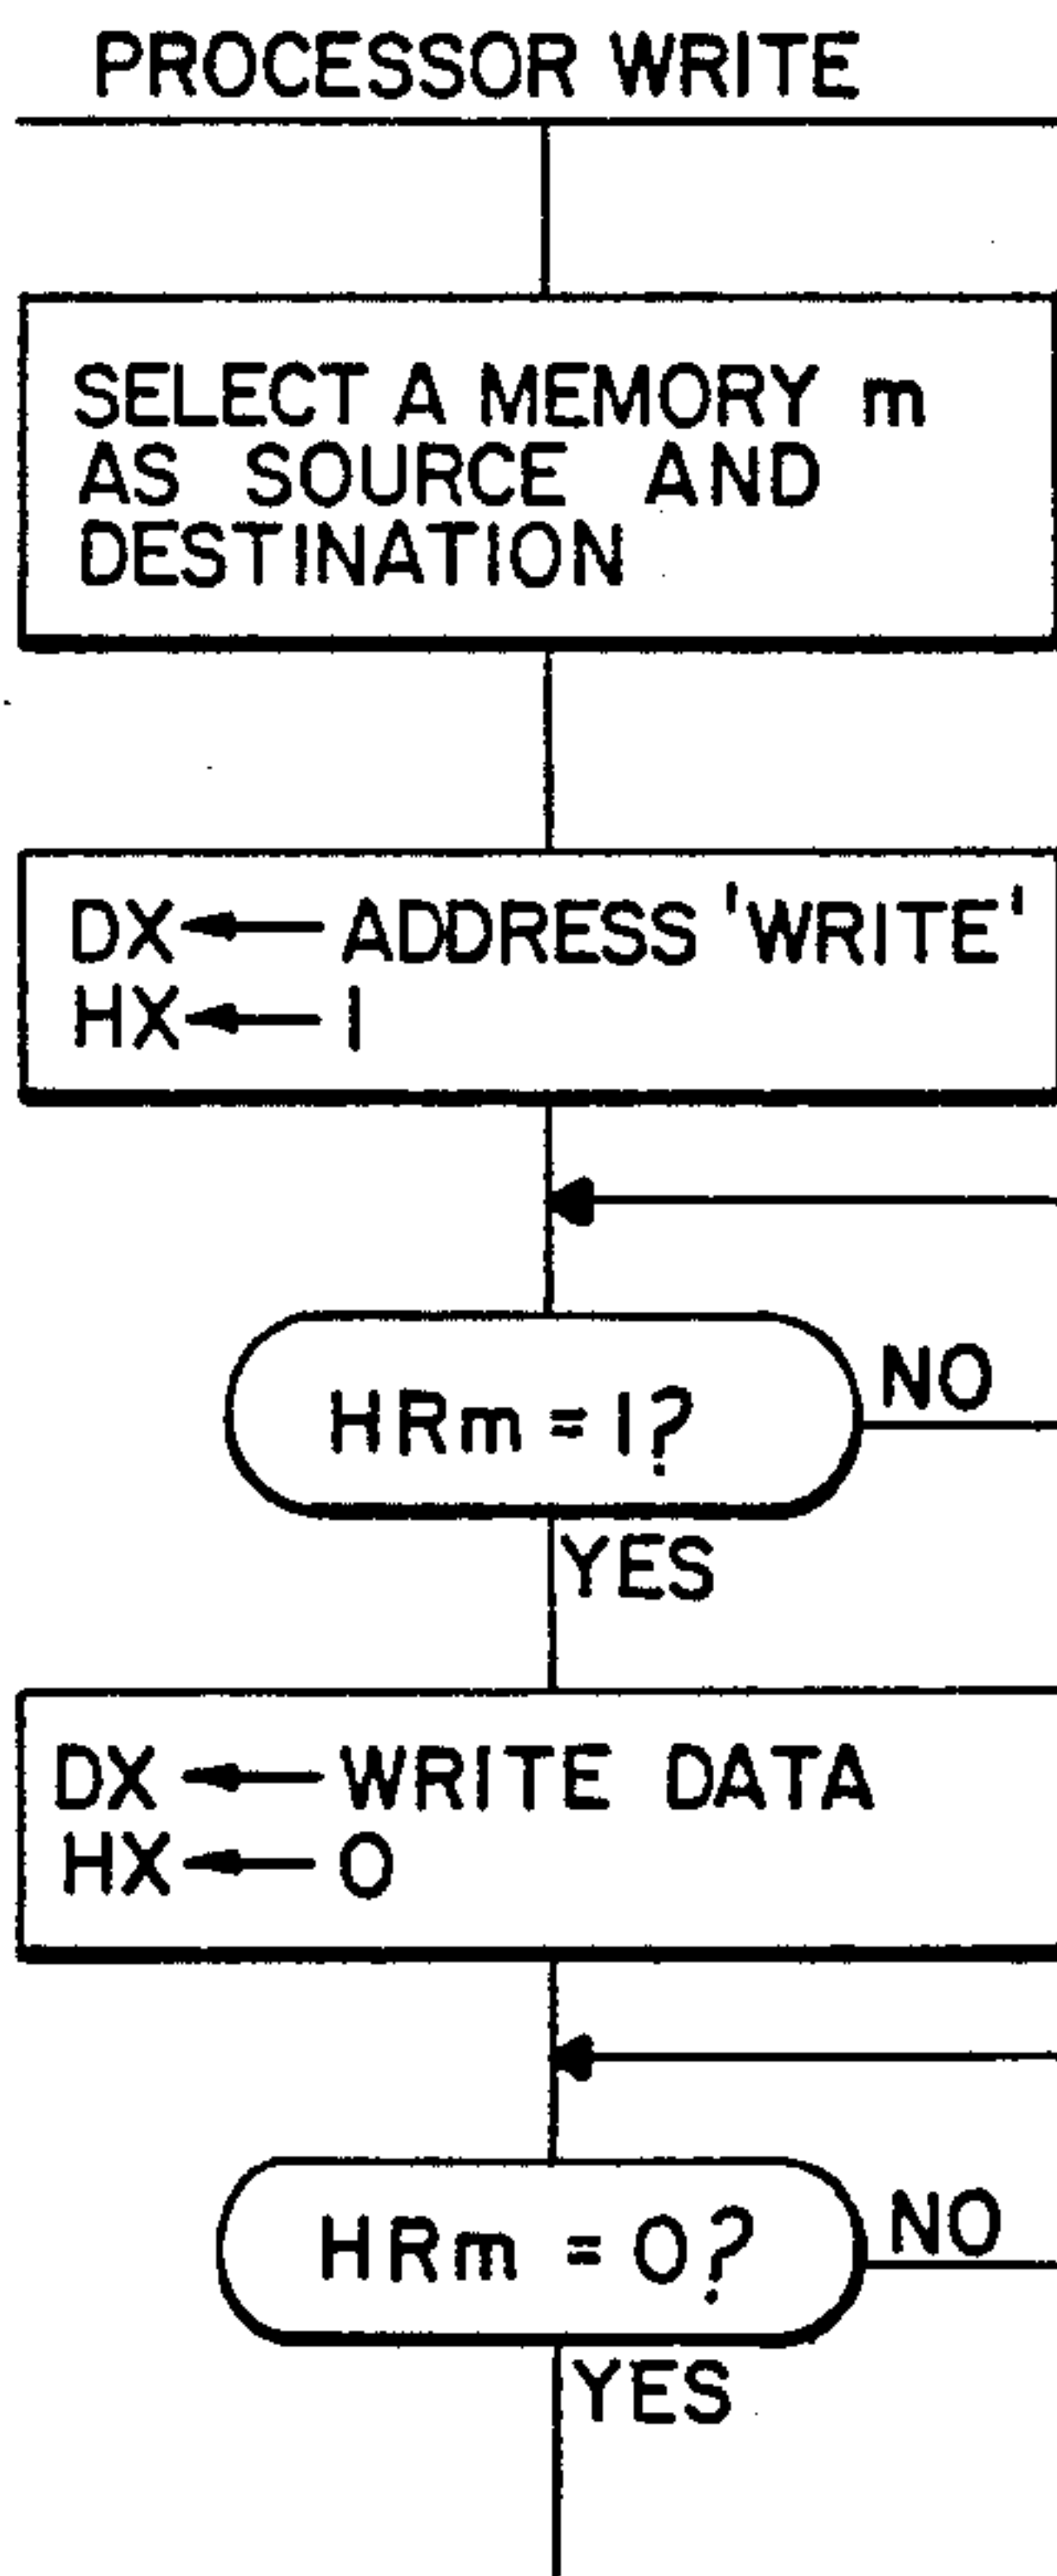 PROCESSOR WRITE
SELECT A MEMORY m
AS SOURCE AND
DESTINATION
DX ← ADDRESS 'WRITE'
HX ← 1
HRm = 1?
NO
YES
DX ← WRITE DATA
HX ← 0
HRm = 0?
NO
YES